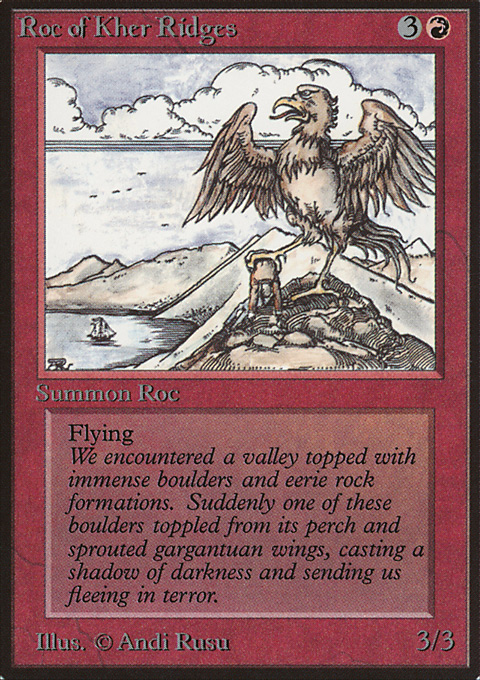 Roc of Kher Ridges 3
Summon Roc
Flying
We encountered a valley topped with
immense boulders and eerie rock
formations. Suddenly one of these
boulders toppled from its perch and
sprouted gargantuan wings, casting a
shadow of darkness and sending us
fleeing in terror.
Illus. © Andi Rusu 3/3